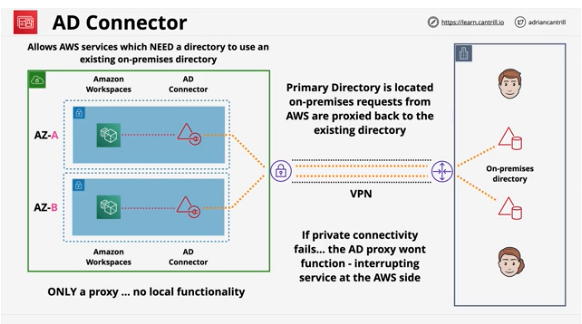 AD Connector
https://learn.cantrill.io
adriancantrill
Allows AWS services which NEED a directory to use an
existing on-premises directory
Amazon
Workspaces
AD
Connector
AZ-A
AZ-B
Amazon
Workspaces
AD
Connector
ONLY a proxy ... no local functionality
Primary Directory is located
on-premises requests from
AWS are proxied back to the
existing directory
VPN
If private connectivity
fails... the AD proxy wont
function - interrupting
service at the AWS side
On-premises
directory